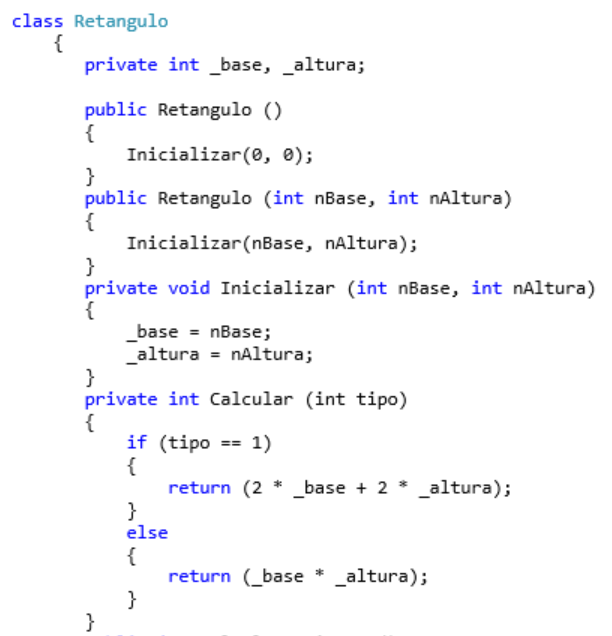 class Retangulo
{
private int _base, _altura;
public Retangulo ()
{
Inicializar(0, 0);
}
public Retangulo (int nBase, int nAltura)
{
Inicializar(nBase, nAltura);
}
private void Inicializar (int nBase, int nAltura)
{
_base = nBase;
_altura = nAltura;
}
private int Calcular (int tipo)
{
if (tipo == 1)
{
return (2 * _base + 2 * _altura);
}
else
{
return (_base * _altura);
}
}